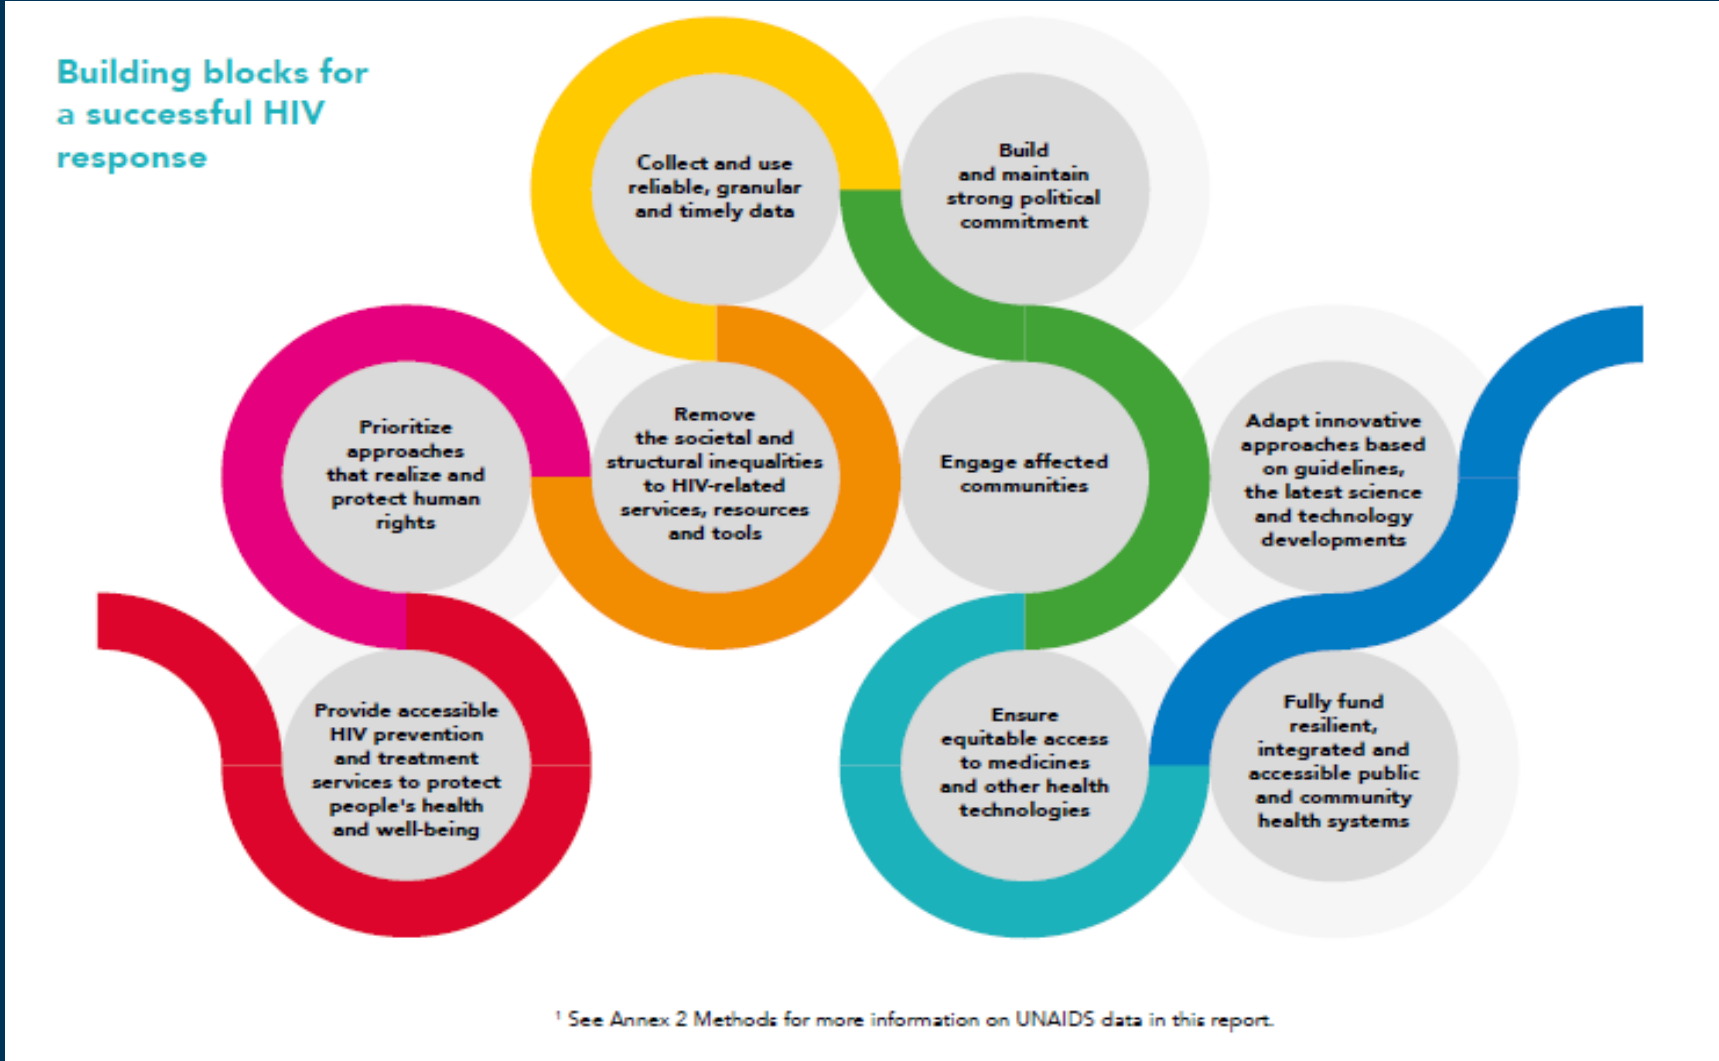 Building blocks for
a successful HIV
response
Collect and use
reliable, granular
and timely data
Build
and maintain
strong political
commitment
Prioritize
approaches
that realize and
protect human
rights
Remove
the societal and
structural inequalities
to HIV-related
services, resources
and tools
Engage affected
communities
Adapt innovative
approaches based
on guidelines,
the latest science
and technology
developments
Provide accessible
HIV prevention
and treatment
services to protect
people's health
and well-being
Ensure
equitable access
to medicines
and other health
technologies
Fully fund
resilient,
integrated and
accessible public
and community
health systems
¹ See Annex 2 Methods for more information on UNAIDS data in this report.